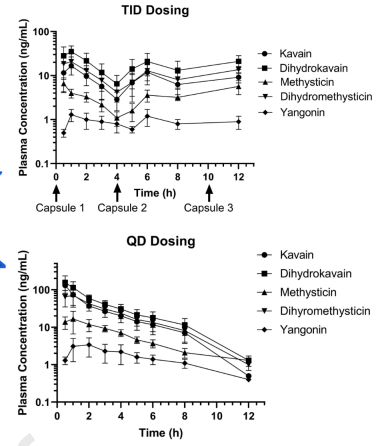 TID Dosing
Plasma Concentration (ng/mL)
100
10
1
0.1
0 2 4 6 8 10 12
Time (h)
Capsule 1 Capsule 2 Capsule 3
Kavain
Dihydrokavain
Methysticin
Dihydromethysticin
Yangonin
QD Dosing
Plasma Concentration (ng/mL)
1000
100
10
1
0.1
0 2 4 6 8 10 12
Time (h)
Kavain
Dihydrokavain
Methysticin
Dihyromethysticin
Yangonin